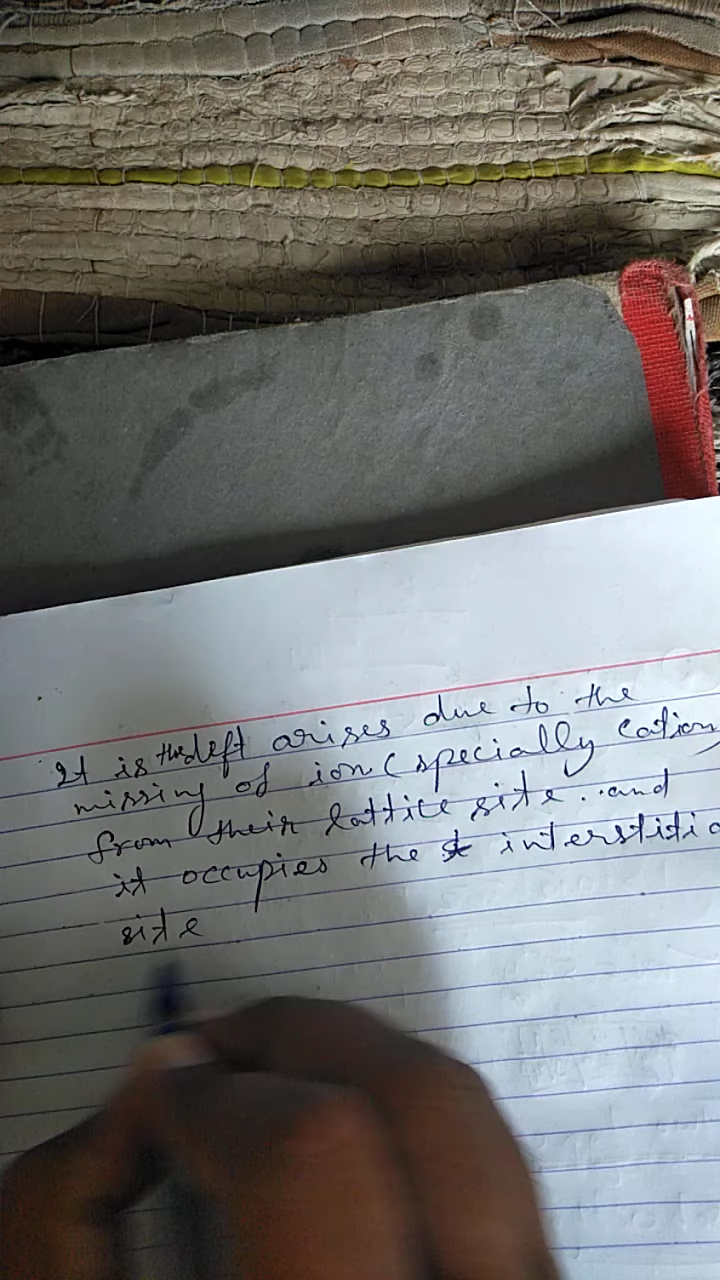 It is the deft arises due to the
missing of ion (specially cation)
from their lattice site. and
it occupies the interstitia
site